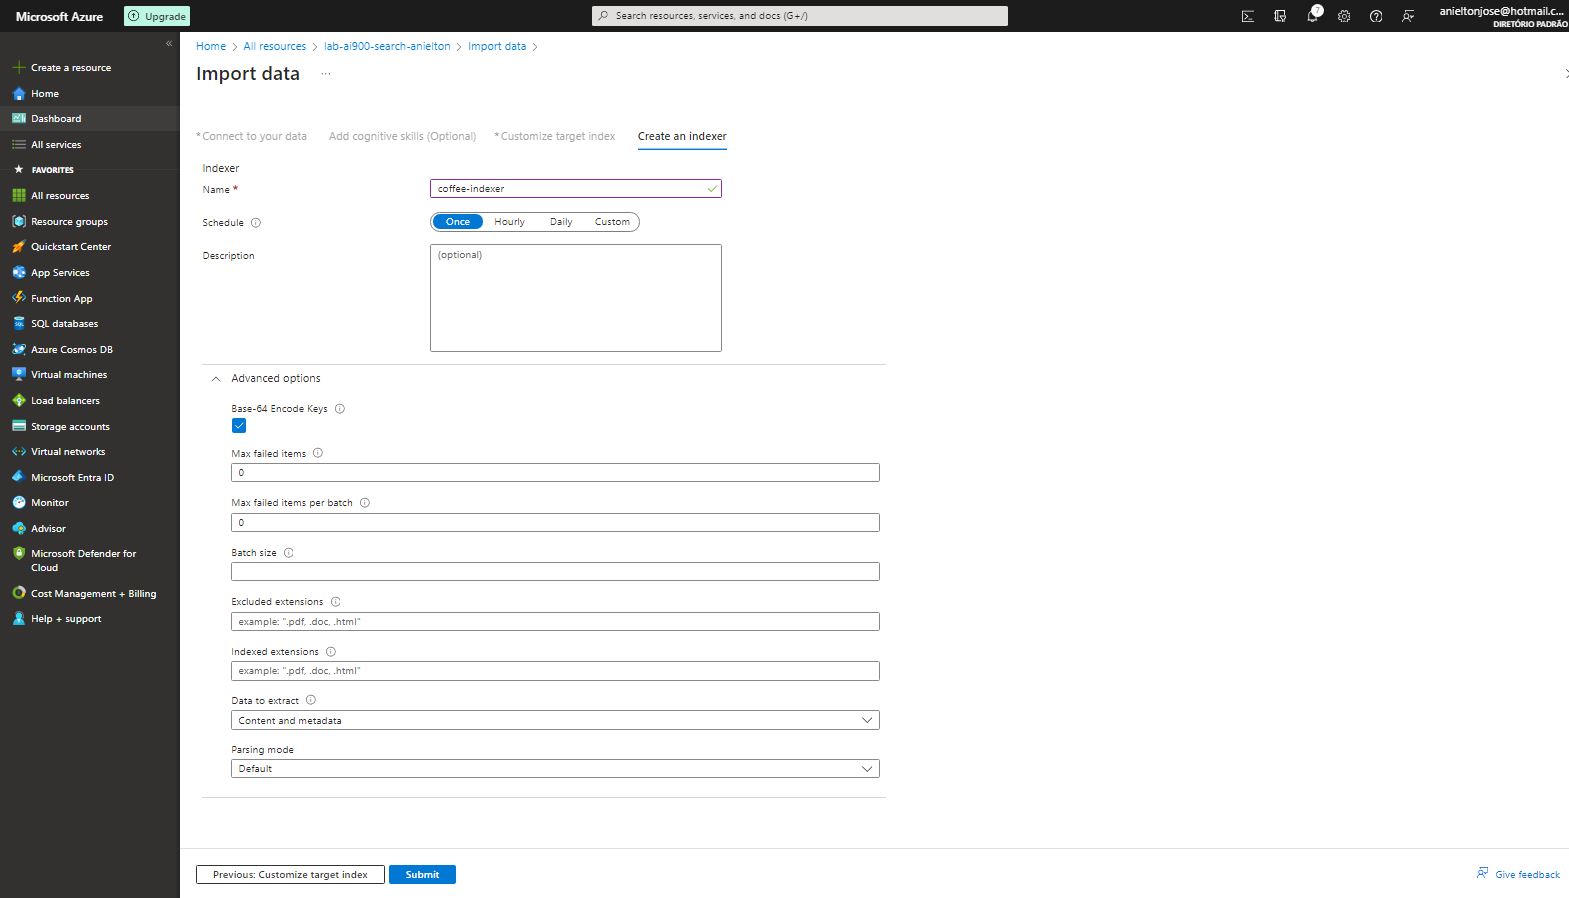 Microsoft Azure
Upgrade
Search resources, services, and docs (G+/)
7
anieltonjose@hotmail.c...
DIRETÓRIO PADRÃO
Create a resource
Home
Dashboard
All services
FAVORITES
All resources
Resource groups
Quickstart Center
App Services
Function App
SQL databases
Azure Cosmos DB
Virtual machines
Load balancers
Storage accounts
Virtual networks
Microsoft Entra ID
Monitor
Advisor
Microsoft Defender for
Cloud
Cost Management + Billing
Help + support
Home > All resources > lab-ai900-search-anielton > Import data >
Import data ...
* Connect to your data Add cognitive skills (Optional) * Customize target index Create an indexer
Indexer
Name * coffee-indexer
Schedule Once Hourly Daily Custom
Description (optional)
Advanced options
Base-64 Encode Keys
Max failed items
0
Max failed items per batch
0
Batch size
Excluded extensions
example: ".pdf, .doc, .html"
Indexed extensions
example: ".pdf, .doc, .html"
Data to extract
Content and metadata
Parsing mode
Default
Previous: Customize target index
Submit
Give feedback